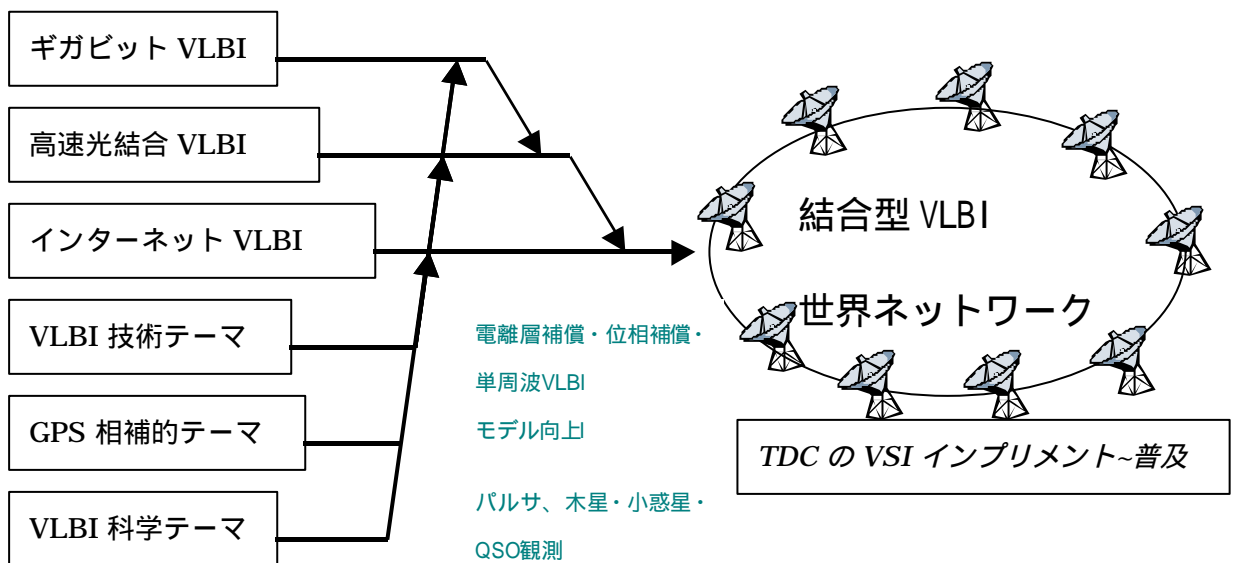 ギガビット VLBI
高速光結合 VLBI
インターネット VLBI
VLBI 技術テーマ
GPS 相補的テーマ
VLBI 科学テーマ
電離層補償・位相補償・
単周波VLBI
モデル向上l
パルサ、木星・小惑星・
QSO観測
結合型 VLBI
世界ネットワーク
TDC の VSI インプリメント~普及